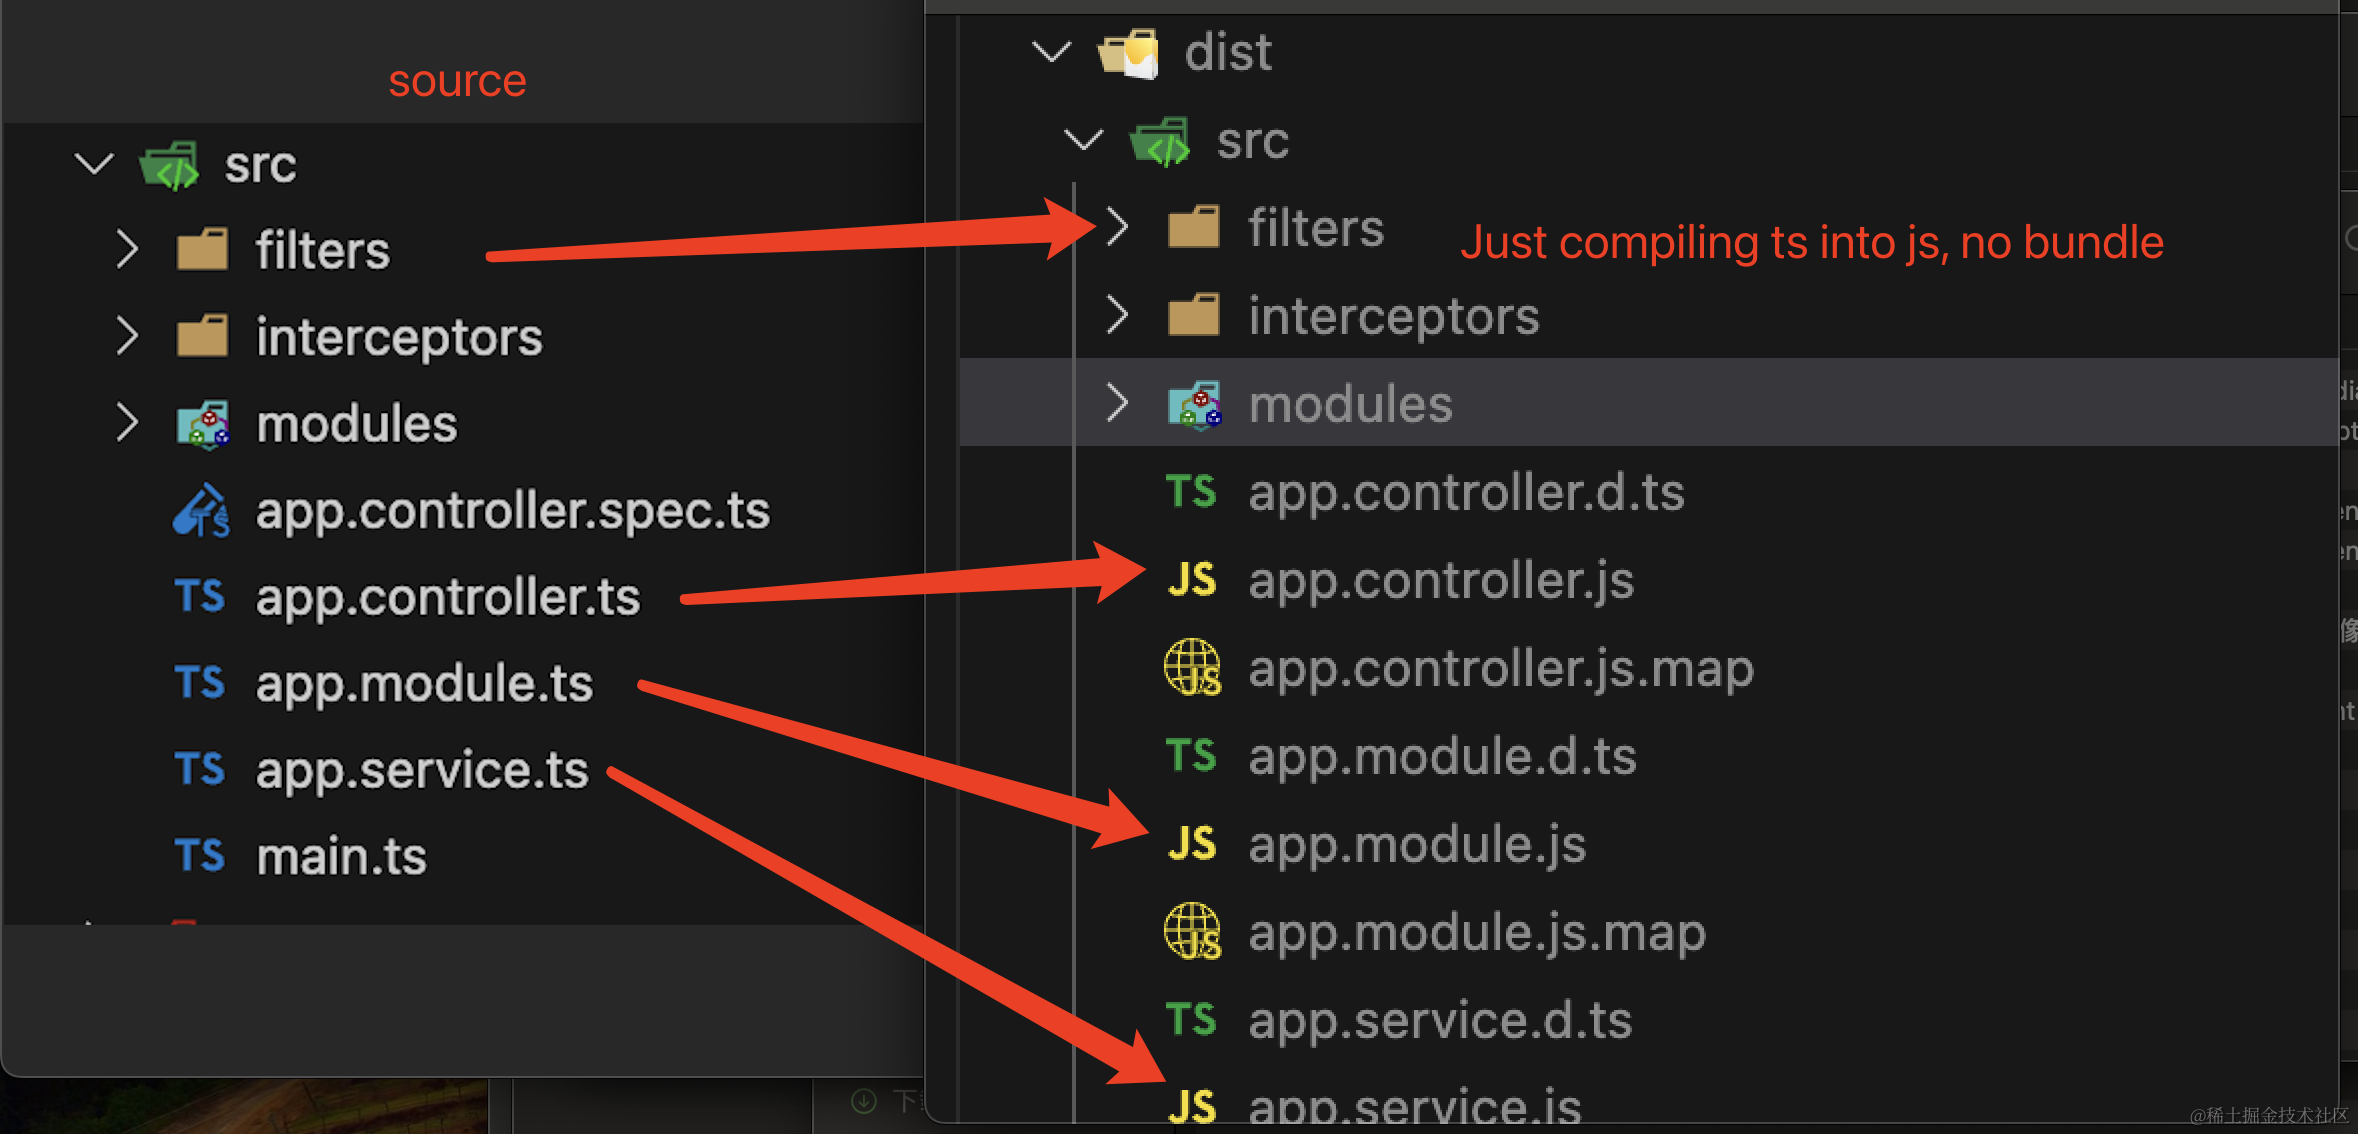 source
src
filters
interceptors
modules
app.controller.spec.ts
TS app.controller.ts
TS app.module.ts
TS app.service.ts
TS main.ts
dist
src
filters
Just compiling ts into js, no bundle
interceptors
modules
TS app.controller.d.ts
JS app.controller.js
JS app.controller.js.map
TS app.module.d.ts
JS app.module.js
JS app.module.js.map
TS app.service.d.ts
JS app.service.js
下
@稀土掘金技术社区